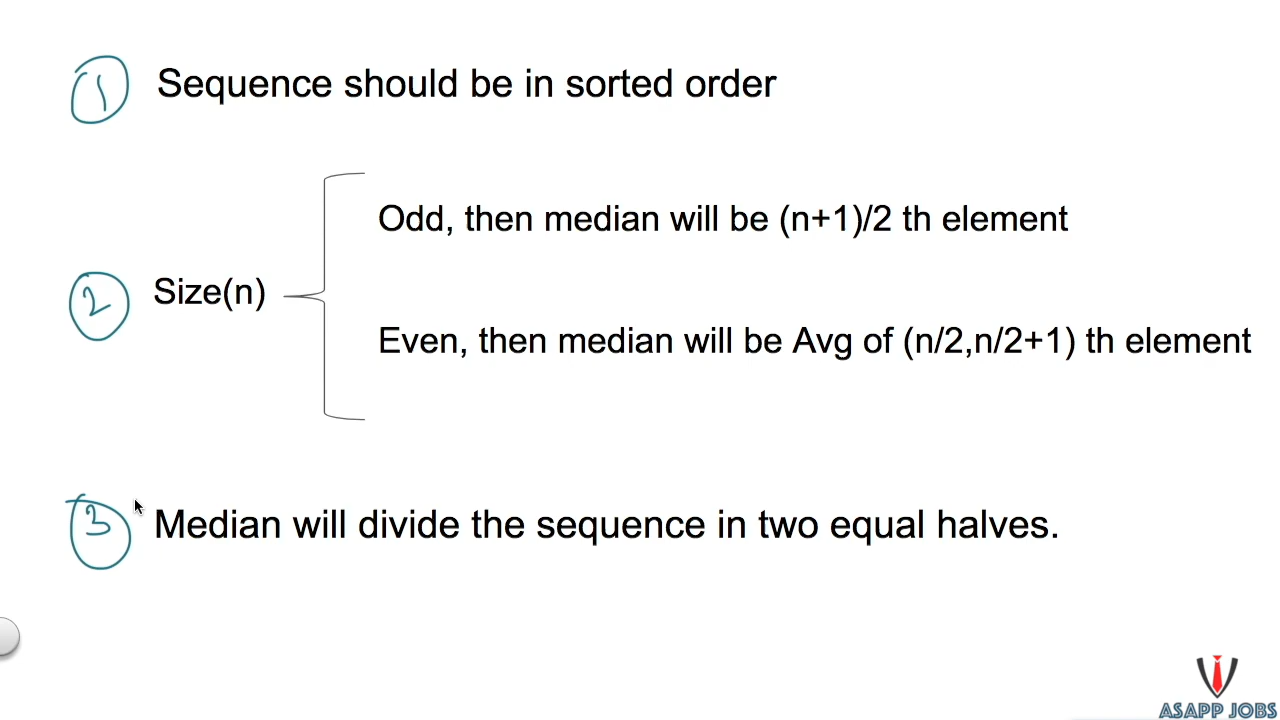 1 Sequence should be in sorted order
Odd, then median will be (n+1)/2 th element
2 Size(n)
Even, then median will be Avg of (n/2,n/2+1) th element
3 Median will divide the sequence in two equal halves.
ASAPP JOBS